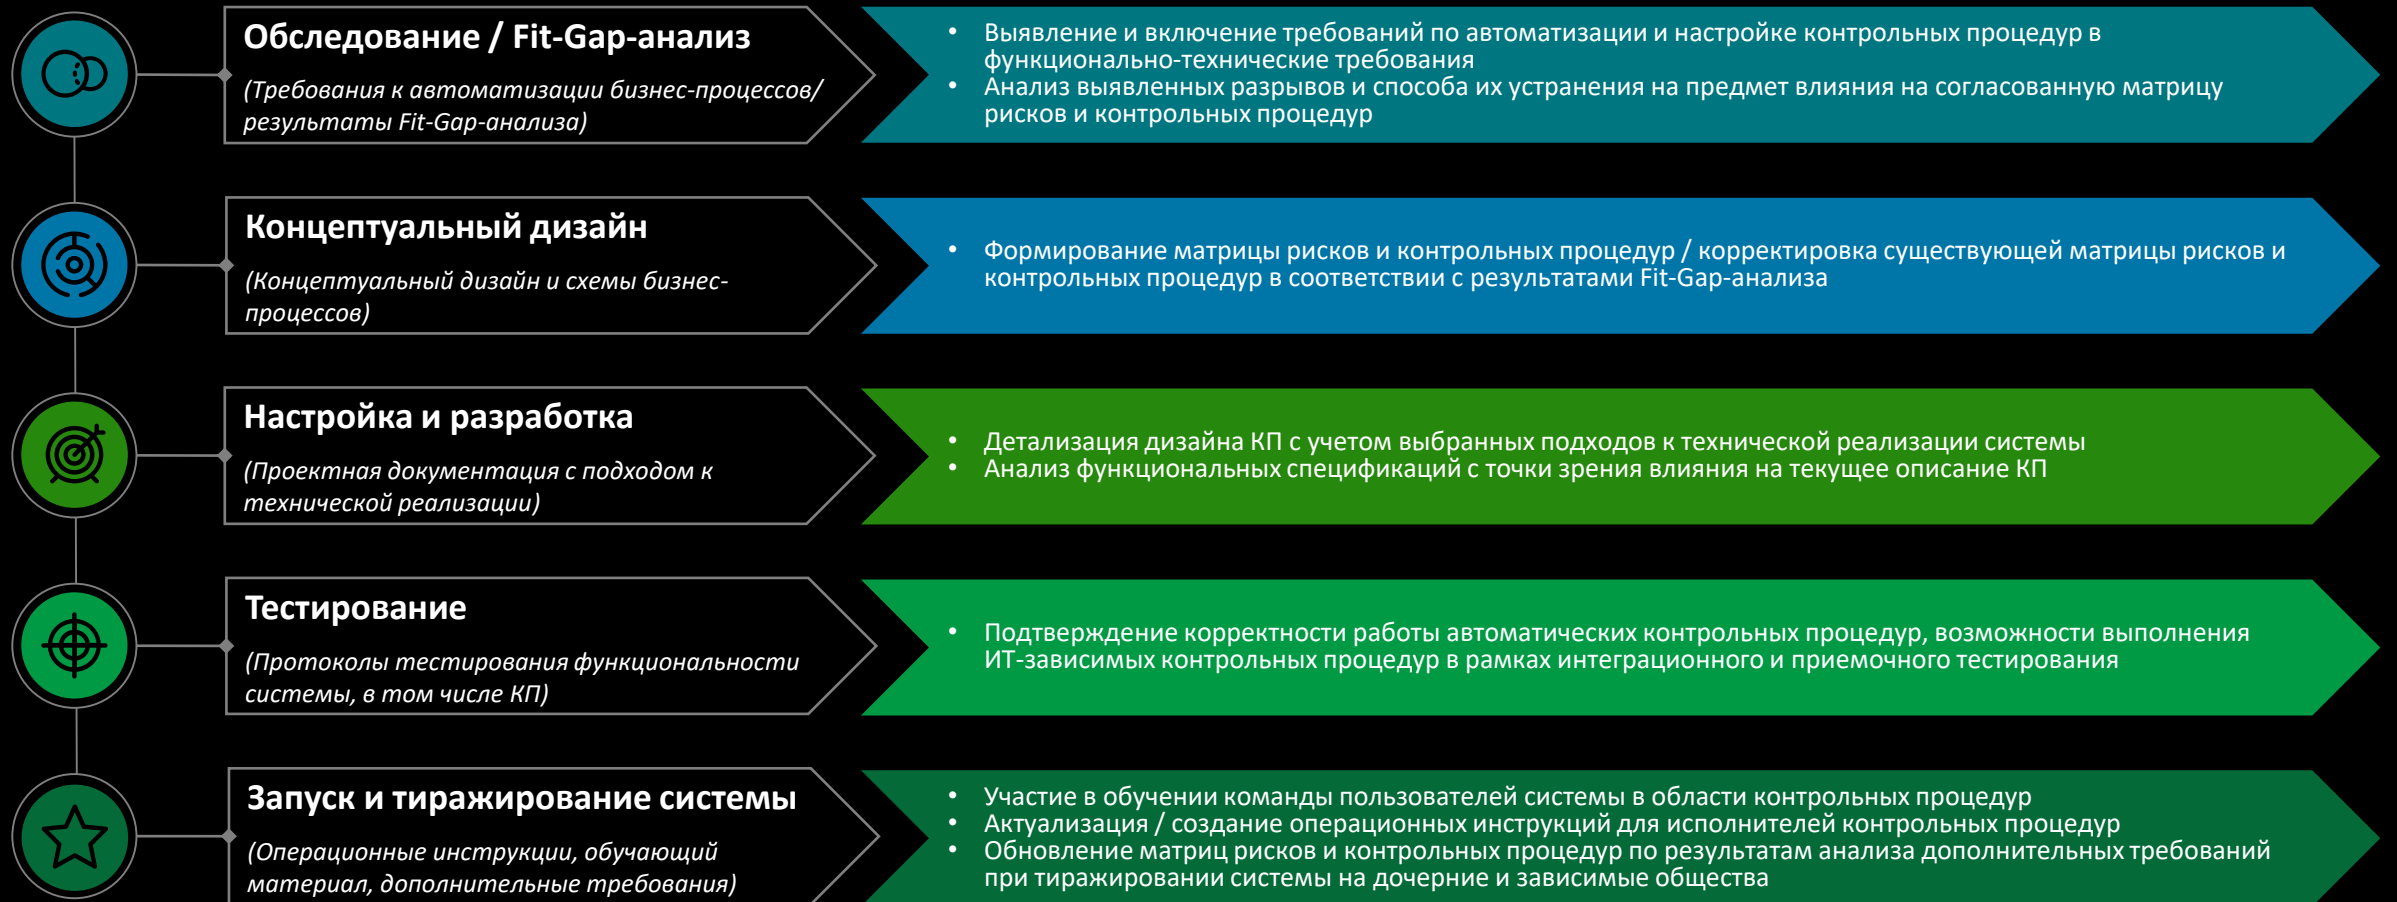 Обследование / Fit-Gap-анализ
(Требования к автоматизации бизнес-процессов/
результаты Fit-Gap-анализа)
• Выявление и включение требований по автоматизации и настройке контрольных процедур в
функционально-технические требования
• Анализ выявленных разрывов и способа их устранения на предмет влияния на согласованную матрицу
рисков и контрольных процедур
Концептуальный дизайн
(Концептуальный дизайн и схемы бизнес-
процессов)
• Формирование матрицы рисков и контрольных процедур / корректировка существующей матрицы рисков и
контрольных процедур в соответствии с результатами Fit-Gap-анализа
Настройка и разработка
(Проектная документация с подходом к
технической реализации)
• Детализация дизайна КП с учетом выбранных подходов к технической реализации системы
• Анализ функциональных спецификаций с точки зрения влияния на текущее описание КП
Тестирование
(Протоколы тестирования функциональности
системы, в том числе КП)
• Подтверждение корректности работы автоматических контрольных процедур, возможности выполнения
ИТ-зависимых контрольных процедур в рамках интеграционного и приемочного тестирования
Запуск и тиражирование системы
(Операционные инструкции, обучающий
материал, дополнительные требования)
• Участие в обучении команды пользователей системы в области контрольных процедур
• Актуализация / создание операционных инструкций для исполнителей контрольных процедур
• Обновление матриц рисков и контрольных процедур по результатам анализа дополнительных требований
при тиражировании системы на дочерние и зависимые общества